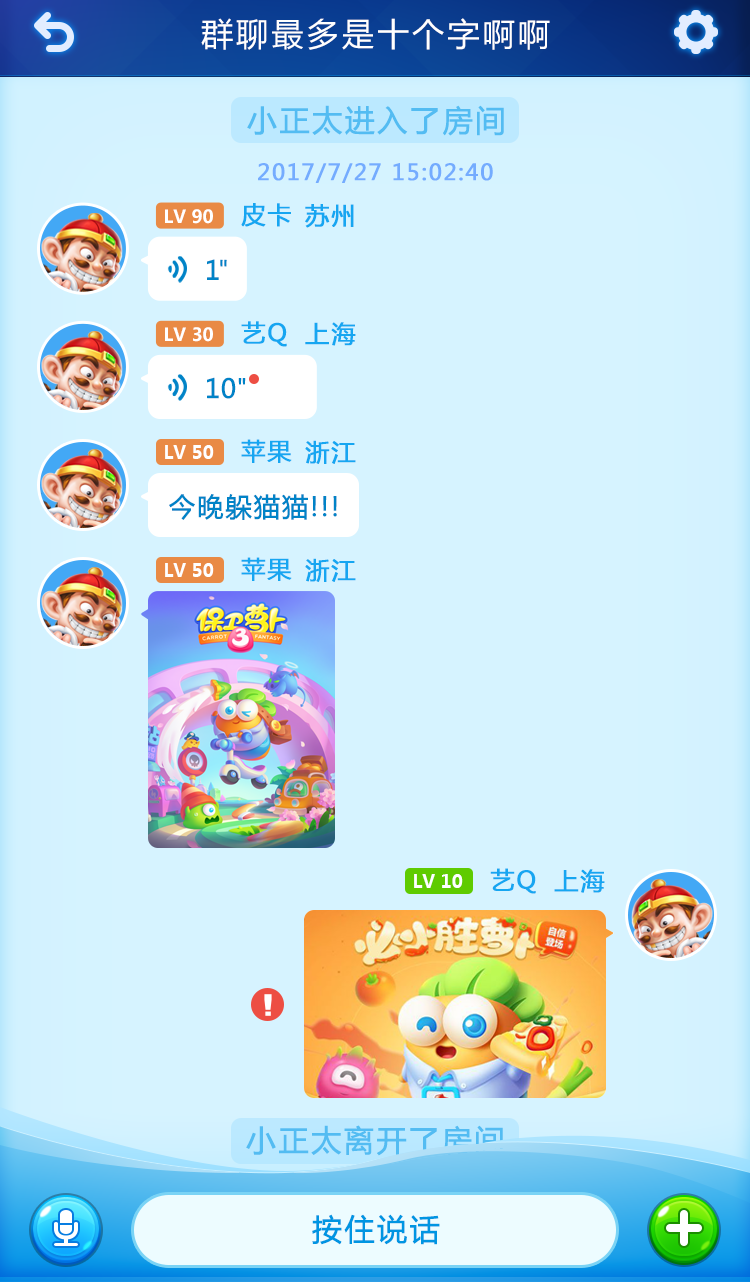 群聊最多是十个字啊啊
小正太进入了房间
2017/7/27 15:02:40
LV 90 皮卡 苏州
1"
LV 30 艺Q 上海
10"
LV 50 苹果 浙江
今晚躲猫猫!!!
LV 50 苹果 浙江
保卫萝卜
CARROT 3 FANTASY
LV 10 艺Q 上海
必小胜萝卜
自信
登场
小正太离开了房间
按住说话